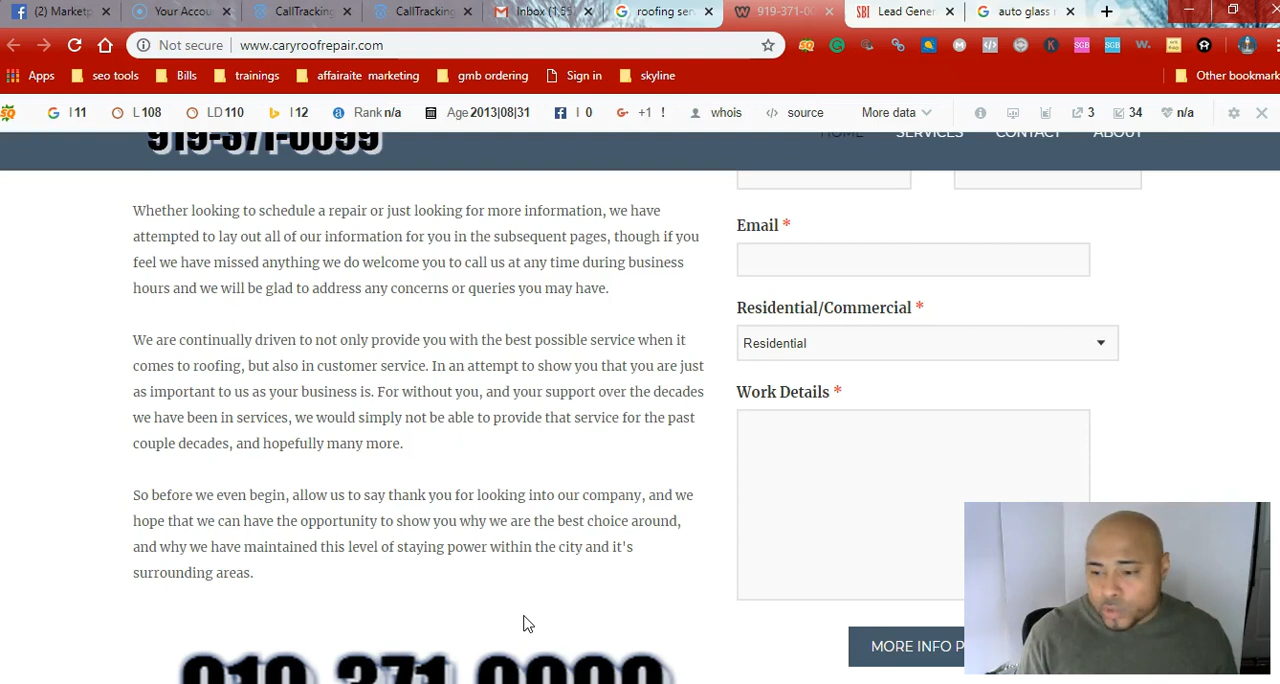 (2) Marketp
Your Accou
CallTracking
CallTracking
Inbox (1,55
roofing ser
919-371-0
Lead Gener
auto glass
Not secure
www.caryroofrepair.com
Apps
seo tools
Bills
trainings
affairaite marketing
gmb ordering
Sign in
skyline
Other bookmark
I 11
L 108
LD 110
I 12
Rank n/a
Age 2013|08|31
I 0
+1 !
whois
source
More data
3
34
n/a
919-371-0099
HOME
SERVICES
CONTACT
ABOUT
Whether looking to schedule a repair or just looking for more information, we have
attempted to lay out all of our information for you in the subsequent pages, though if you
feel we have missed anything we do welcome you to call us at any time during business
hours and we will be glad to address any concerns or queries you may have.
We are continually driven to not only provide you with the best possible service when it
comes to roofing, but also in customer service. In an attempt to show you that you are just
as important to us as your business is. For without you, and your support over the decades
we have been in services, we would simply not be able to provide that service for the past
couple decades, and hopefully many more.
So before we even begin, allow us to say thank you for looking into our company, and we
hope that we can have the opportunity to show you why we are the best choice around,
and why we have maintained this level of staying power within the city and it's
surrounding areas.
919-371-0099
Email *
Residential/Commercial *
Residential
Work Details *
MORE INFO P